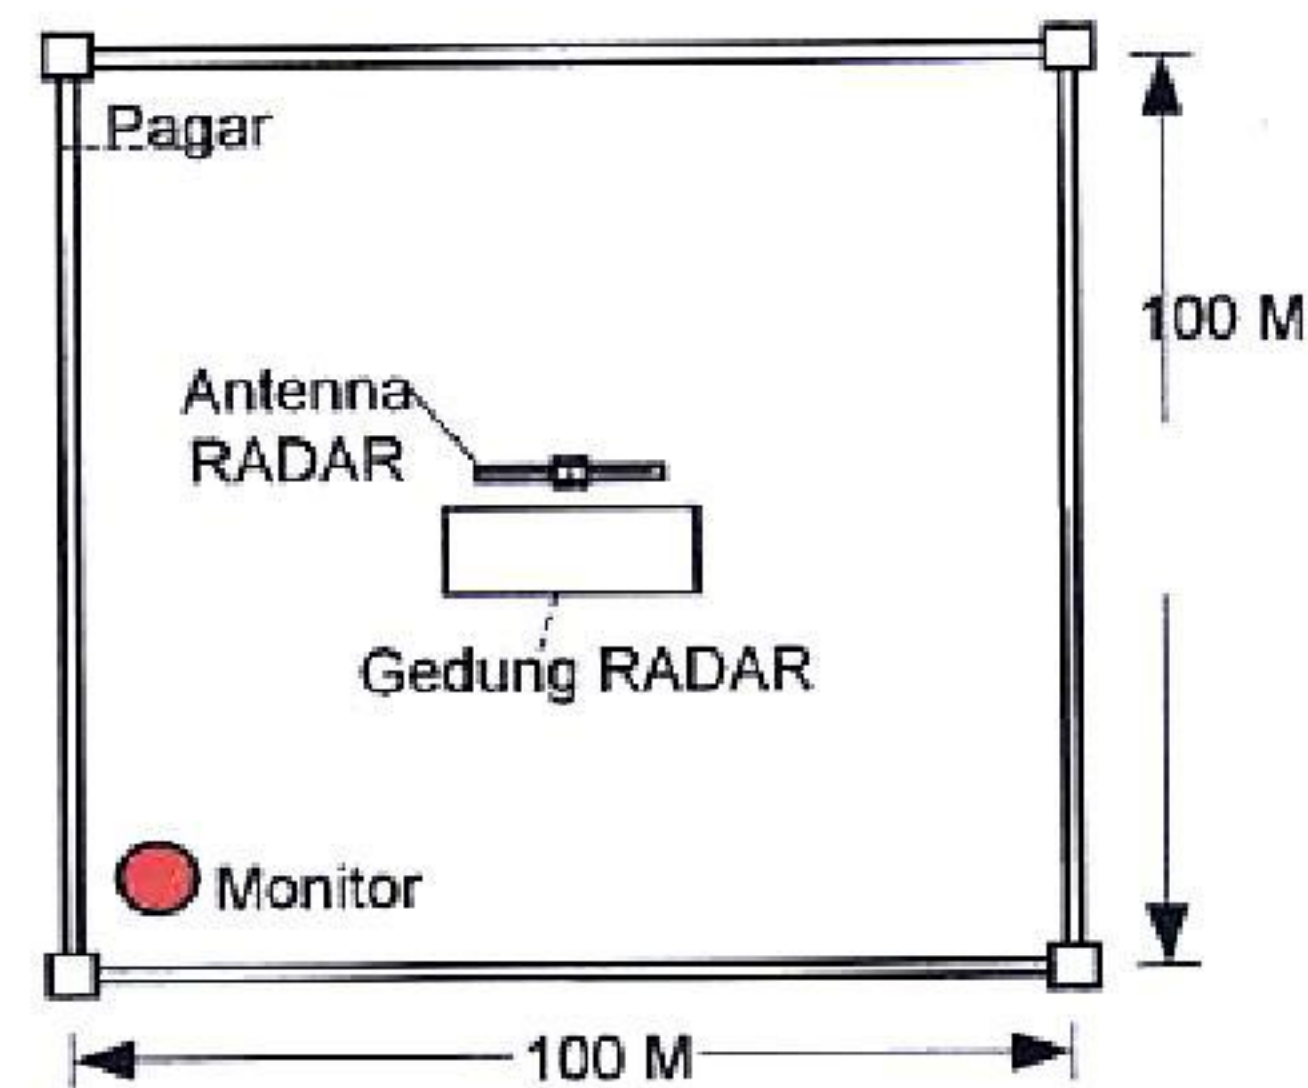 Pagar
100 M
Antenna
RADAR
Gedung RADAR
Monitor
100 M